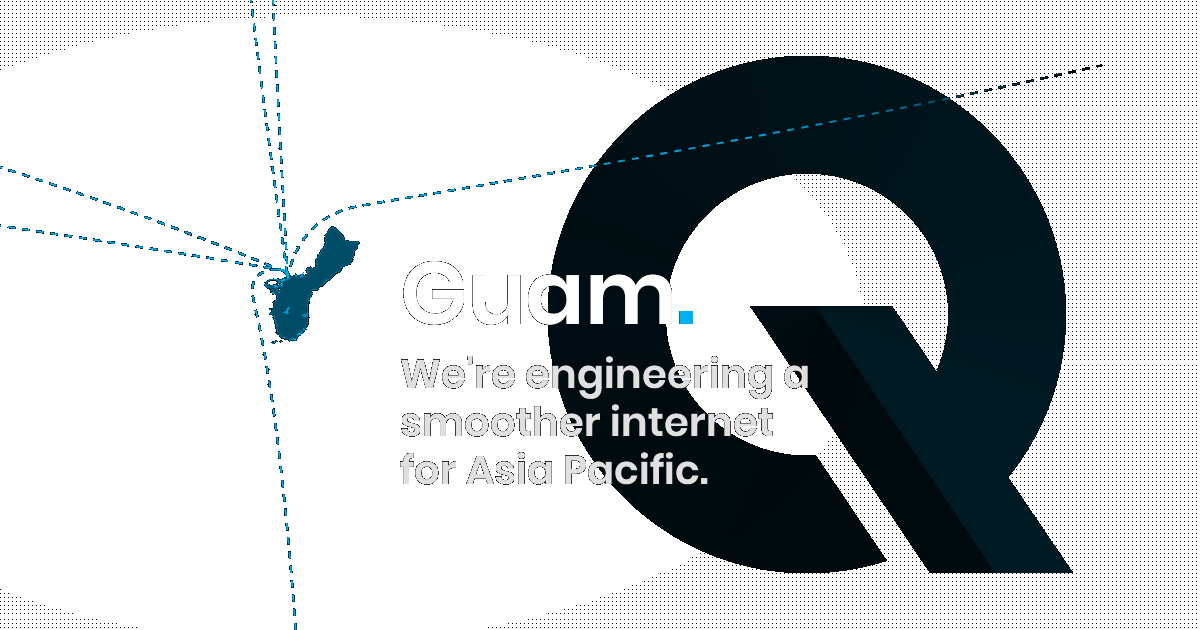 Guam.
We're engineering a
smoother internet
for Asia Pacific.